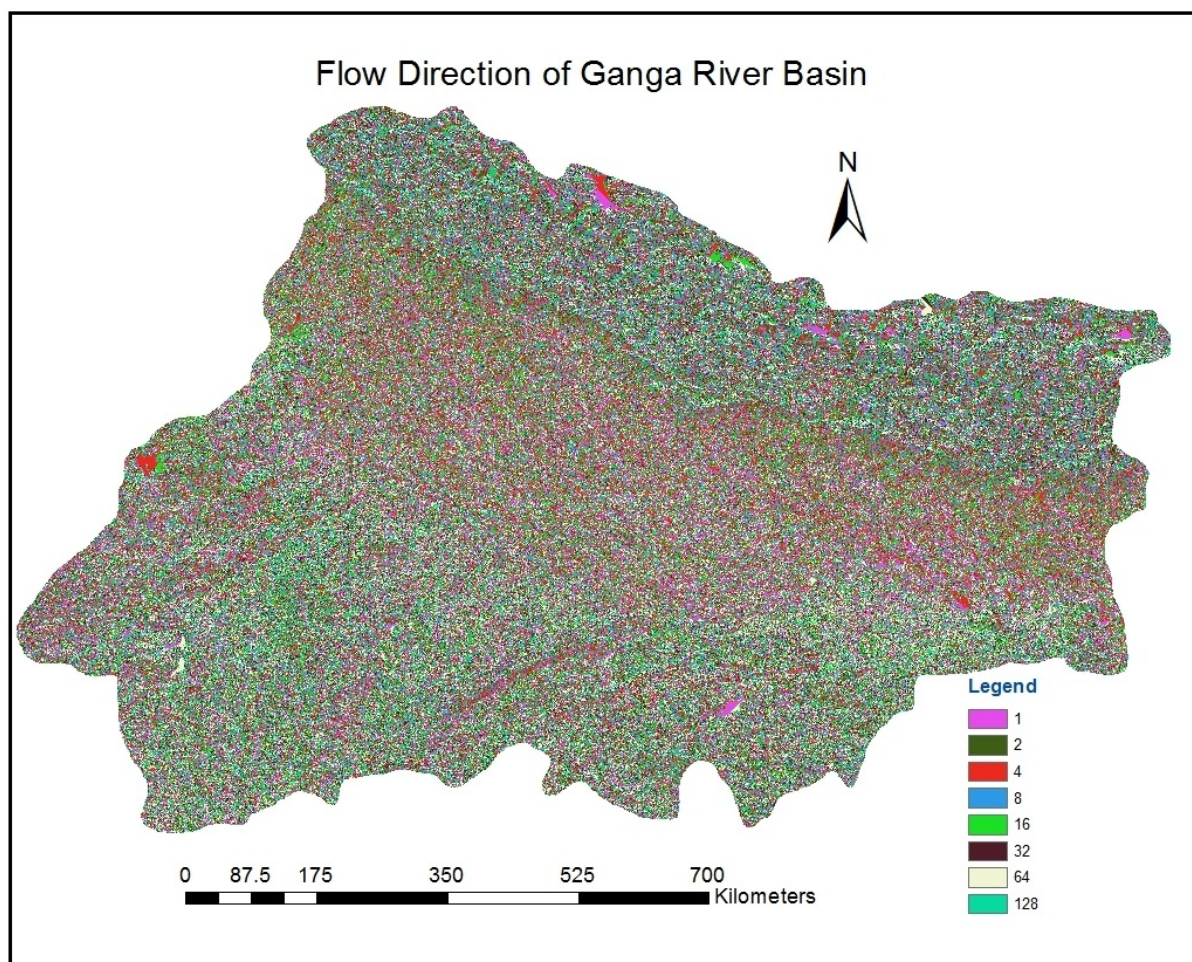 Flow Direction of Ganga River Basin
N
Legend
1
2
4
8
16
32
64
128
0 87.5 175 350 525 700
Kilometers